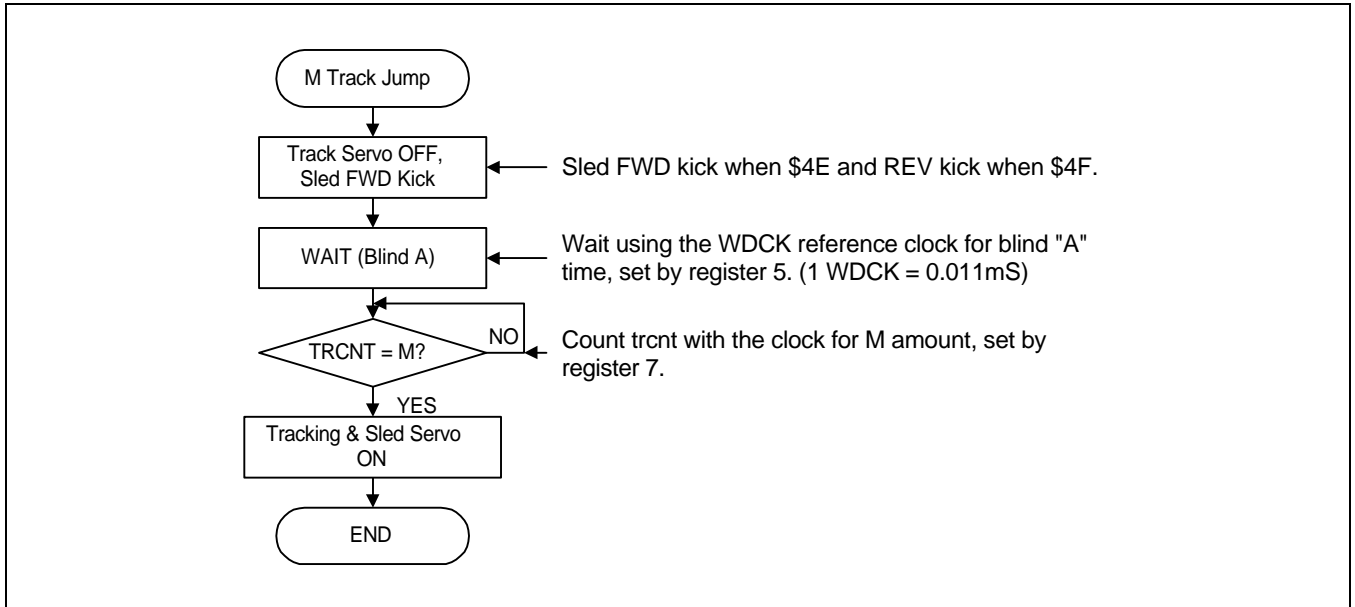 M Track Jump
Track Servo OFF,
Sled FWD Kick
Sled FWD kick when $4E and REV kick when $4F.
WAIT (Blind A)
Wait using the WDCK reference clock for blind "A"
time, set by register 5. (1 WDCK = 0.011mS)
TRCNT = M?
NO
Count trcnt with the clock for M amount, set by
register 7.
YES
Tracking & Sled Servo
ON
END